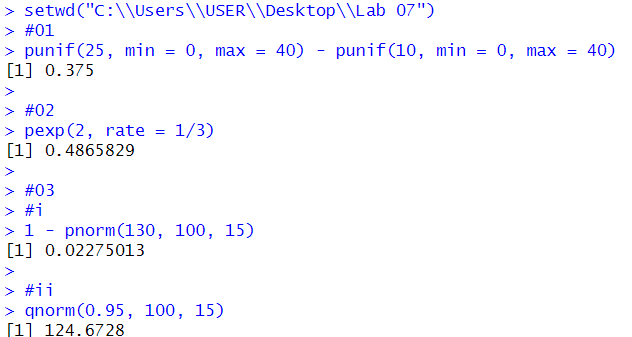 > setwd("C:\\Users\\USER\\Desktop\\Lab 07")
> #01
> punif(25, min = 0, max = 40) - punif(10, min = 0, max = 40)
[1] 0.375
>
> #02
> pexp(2, rate = 1/3)
[1] 0.4865829
>
> #03
> #i
> 1 - pnorm(130, 100, 15)
[1] 0.02275013
>
> #ii
> qnorm(0.95, 100, 15)
[1] 124.6728